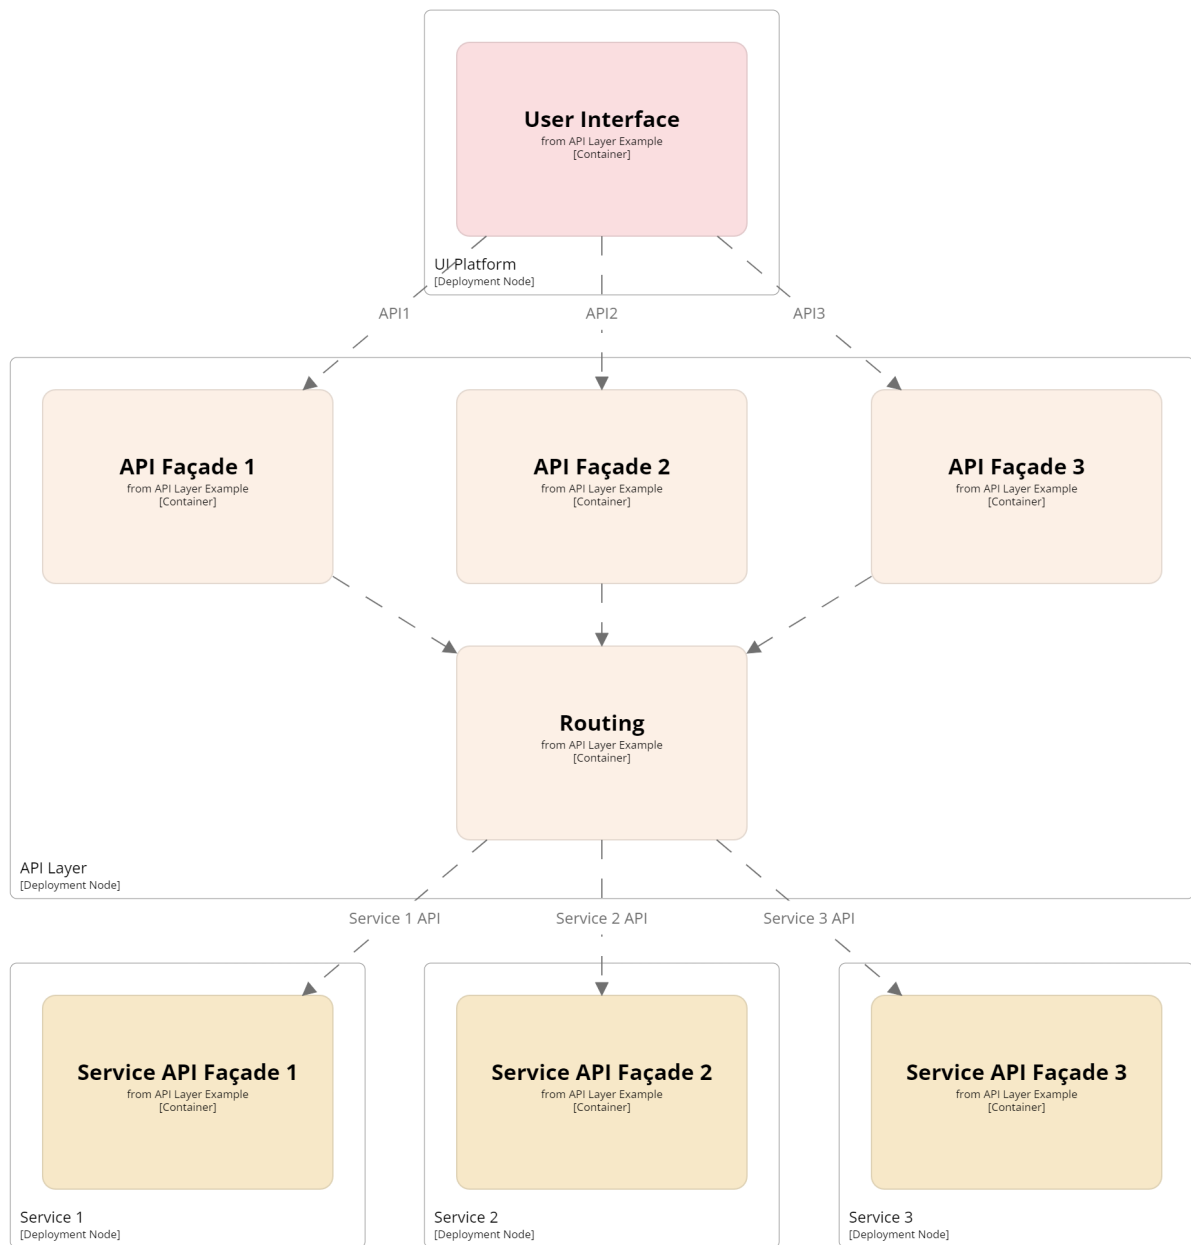 User Interface
from API Layer Example
[Container]
UI Platform
[Deployment Node]
API1
API2
API3
API Façade 1
from API Layer Example
[Container]
API Façade 2
from API Layer Example
[Container]
API Façade 3
from API Layer Example
[Container]
Routing
from API Layer Example
[Container]
API Layer
[Deployment Node]
Service 1 API
Service 2 API
Service 3 API
Service API Façade 1
from API Layer Example
[Container]
Service API Façade 2
from API Layer Example
[Container]
Service API Façade 3
from API Layer Example
[Container]
Service 1
[Deployment Node]
Service 2
[Deployment Node]
Service 3
[Deployment Node]